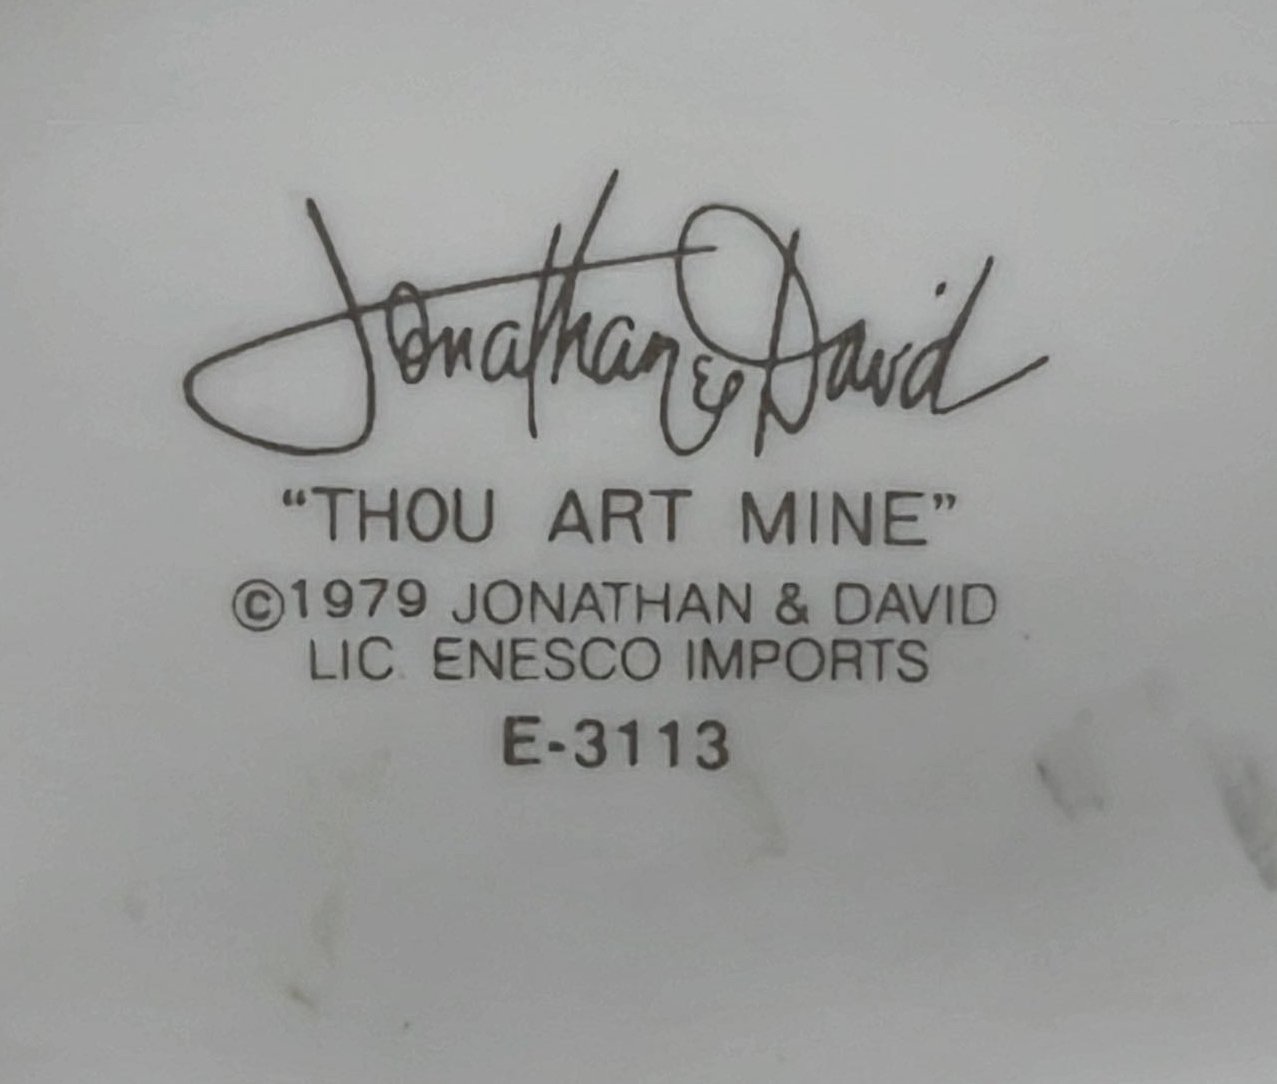 Jonathan & David
“THOU ART MINE”
©1979 JONATHAN & DAVID
LIC. ENESCO IMPORTS
E-3113